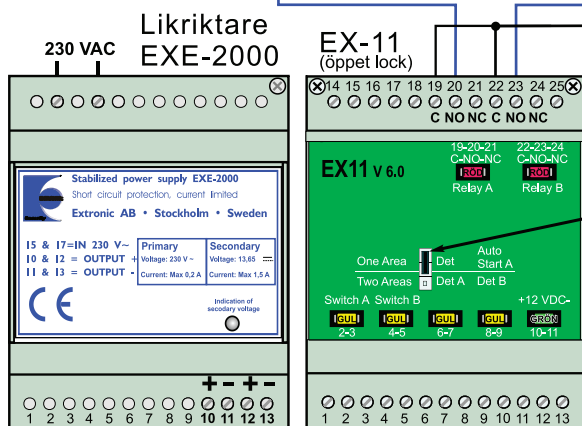 Likriktare
EXE-2000
230 VAC
Security
Stabilized power supply EXE-2000
Short circuit protection, current limited
Extronic AB • Stockholm • Sweden
15 & 17=IN 230 V~
10 & 12 = OUTPUT +
11 & 13 = OUTPUT -
Primary
Voltage: 230 V~
Current: Max 0,2 A
Secondary
Voltage: 13,65
Current: Max 1,5 A
CE
Indication of
secodary voltage
+ - + -
1 2 3 4 5 6 7 8 9 10 11 12 13
EX-11
(öppet lock)
14 15 16 17 18 19 20 21 22 23 24 25
C NO NC C NO NC
EX11 V 6.0
19-20-21
C-NO-NC
RÖD
Relay A
22-23-24
C-NO-NC
RÖD
Relay B
One Area Det Auto
Start A
Two Areas Det A Det B
Switch A Switch B +12 VDC-
GUL GUL GUL GUL GRÖN
2-3 4-5 6-7 8-9 10-11
1 2 3 4 5 6 7 8 9 10 11 12 13